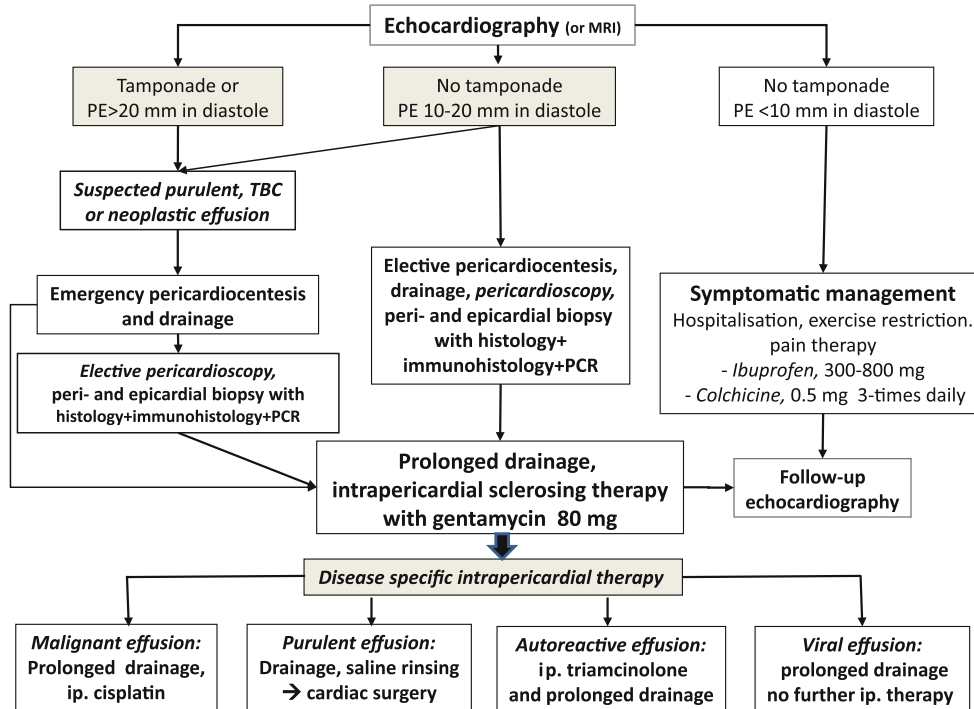 Echocardiography (or MRI)
Tamponade or
PE>20 mm in diastole
No tamponade
PE 10-20 mm in diastole
No tamponade
PE <10 mm in diastole
Suspected purulent, TBC
or neoplastic effusion
Emergency pericardiocentesis
and drainage
Elective pericardioscopy,
peri- and epicardial biopsy with
histology+immunohistology+PCR
Elective pericardiocentesis,
drainage, pericardioscopy,
peri- and epicardial biopsy
with histology+
immunohistology+PCR
Symptomatic management
Hospitalisation, exercise restriction.
pain therapy
- Ibuprofen, 300-800 mg
- Colchicine, 0.5 mg 3-times daily
Prolonged drainage,
intrapericardial sclerosing therapy
with gentamycin 80 mg
Follow-up
echocardiography
Disease specific intrapericardial therapy
Malignant effusion:
Prolonged drainage,
ip. cisplatin
Purulent effusion:
Drainage, saline rinsing
→ cardiac surgery
Autoreactive effusion:
ip. triamcinolone
and prolonged drainage
Viral effusion:
prolonged drainage
no further ip. therapy